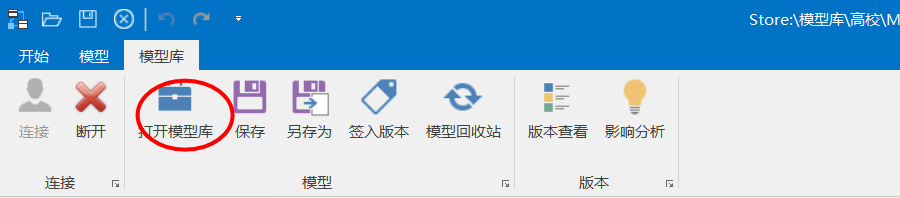 Store:\模型库\高校\M
开始 模型 模型库
连接 断开 打开模型库 保存 另存为 签入版本 模型回收站 版本查看 影响分析
连接 模型 版本